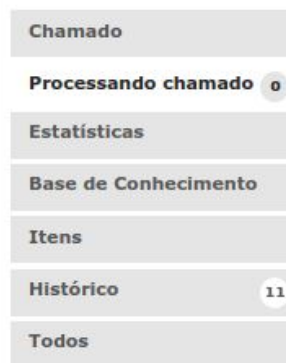 Chamado
Processando chamado 0
Estatísticas
Base de Conhecimento
Itens
Histórico 11
Todos